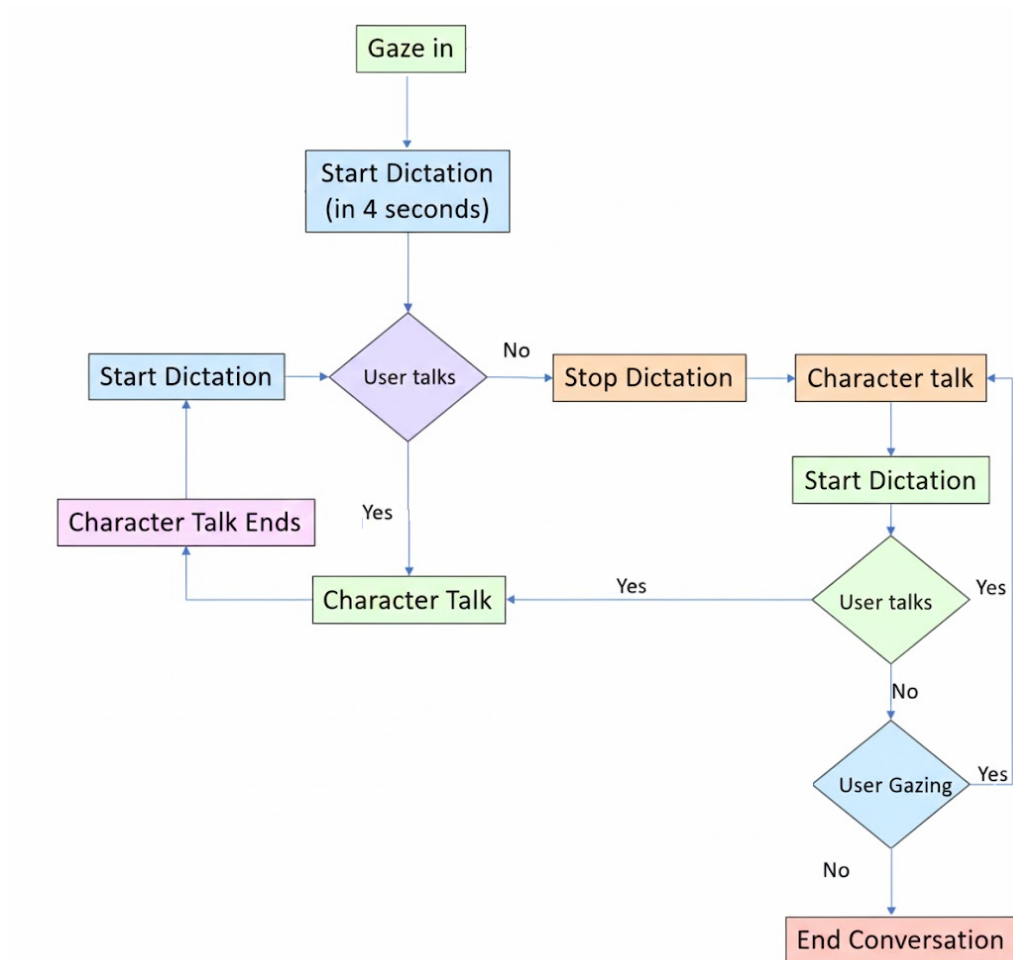 Gaze in
Start Dictation
(in 4 seconds)
No
Start Dictation
User talks
Stop Dictation
Character talk
Start Dictation
Yes
Character Talk Ends
Yes
Yes
Character Talk
User talks
No
Yes
User Gazing
No
End Conversation